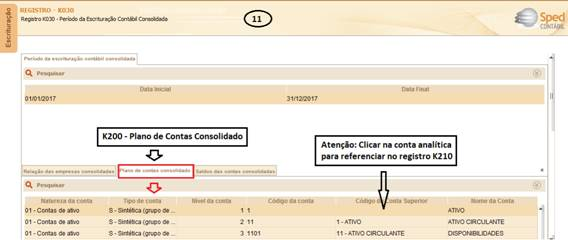 REGISTRO - K030
Registro K030 - Período da Escrituração Contábil Consolidada
11
Sped
CONTÁBIL
Escrituração
Período da escrituração contábil consolidada
Pesquisar
Data Inicial Data Final
01/01/2017 31/12/2017
K200 - Plano de Contas Consolidado
Atenção: Clicar na conta analítica
para referenciar no registro K210
Relação das empresas consolidadas Plano de contas consolidado Saldos das contas consolidadas
Pesquisar
Natureza da conta Tipo de conta Nível da conta Código da conta Código da Conta Superior Nome da Conta
01 - Contas de ativo S - Sintética (grupo de ... 1 1 ATIVO
01 - Contas de ativo S - Sintética (grupo de ... 2 11 1 - ATIVO ATIVO CIRCULANTE
01 - Contas de ativo S - Sintética (grupo de ... 3 1101 11 - ATIVO CIRCULANTE DISPONIBILIDADES